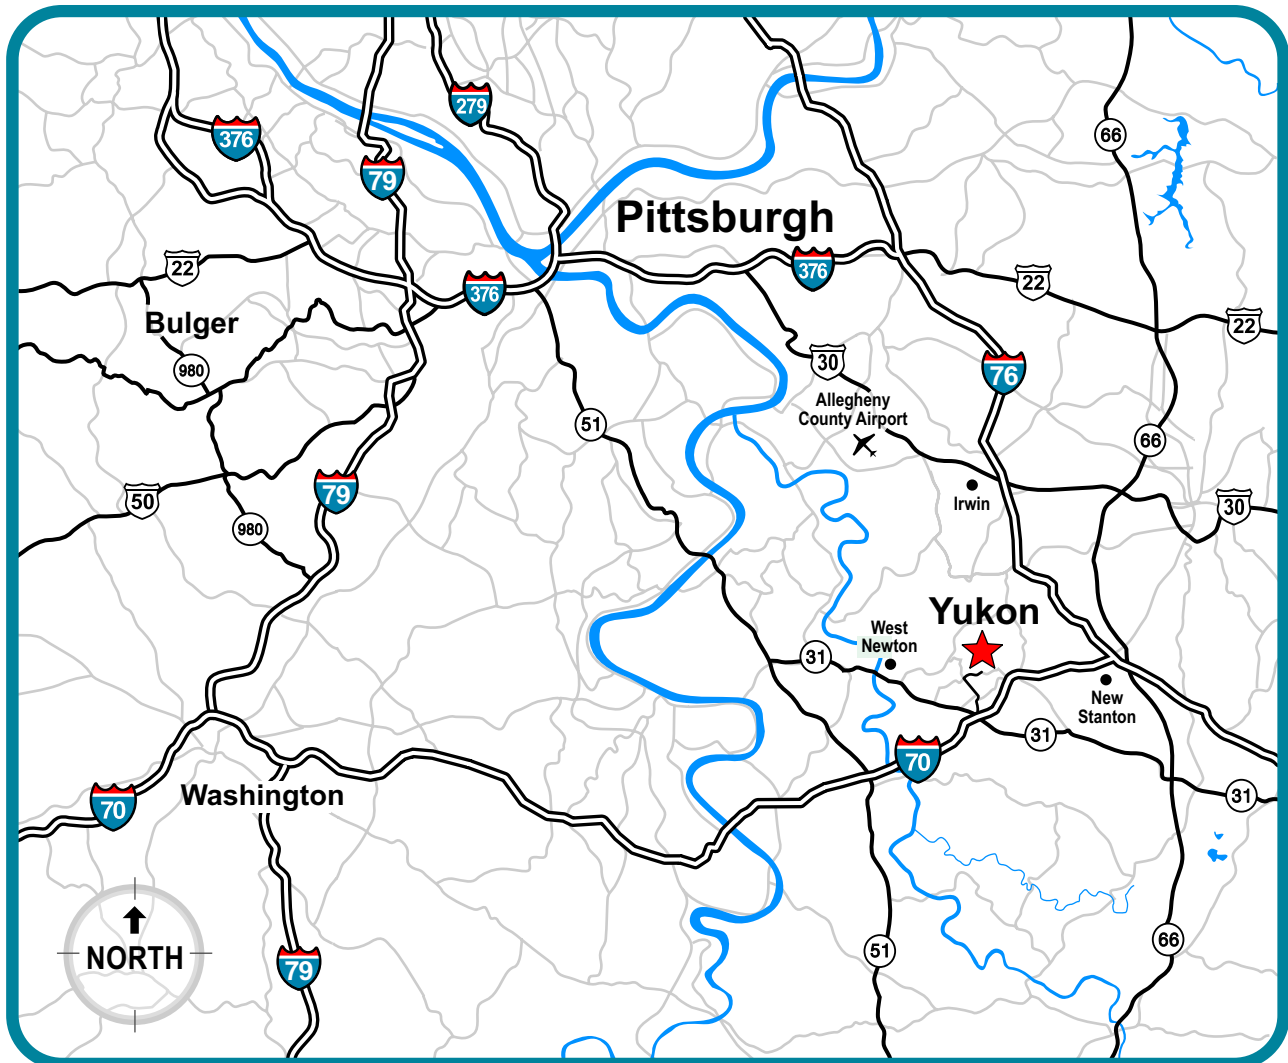 66
376
279
79
Pittsburgh
22
376
376
22
22
Bulger
980
30
76
Allegheny
County Airport
51
66
50
79
Irwin
30
980
Yukon
West
Newton
31
New
Stanton
31
70
Washington
70
31
NORTH
79
51
66